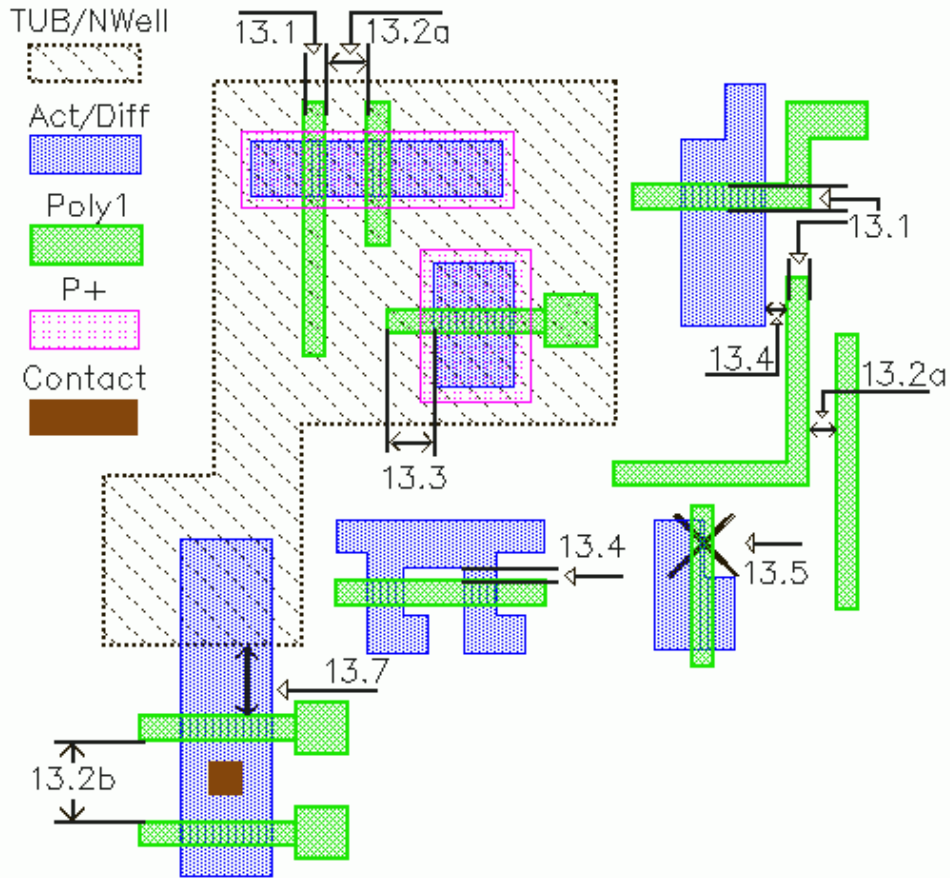 TUB/NWell
Act/Diff
Poly1
P+
Contact
13.1
13.2a
13.1
13.4
13.2a
13.3
13.4
13.5
13.7
13.2b